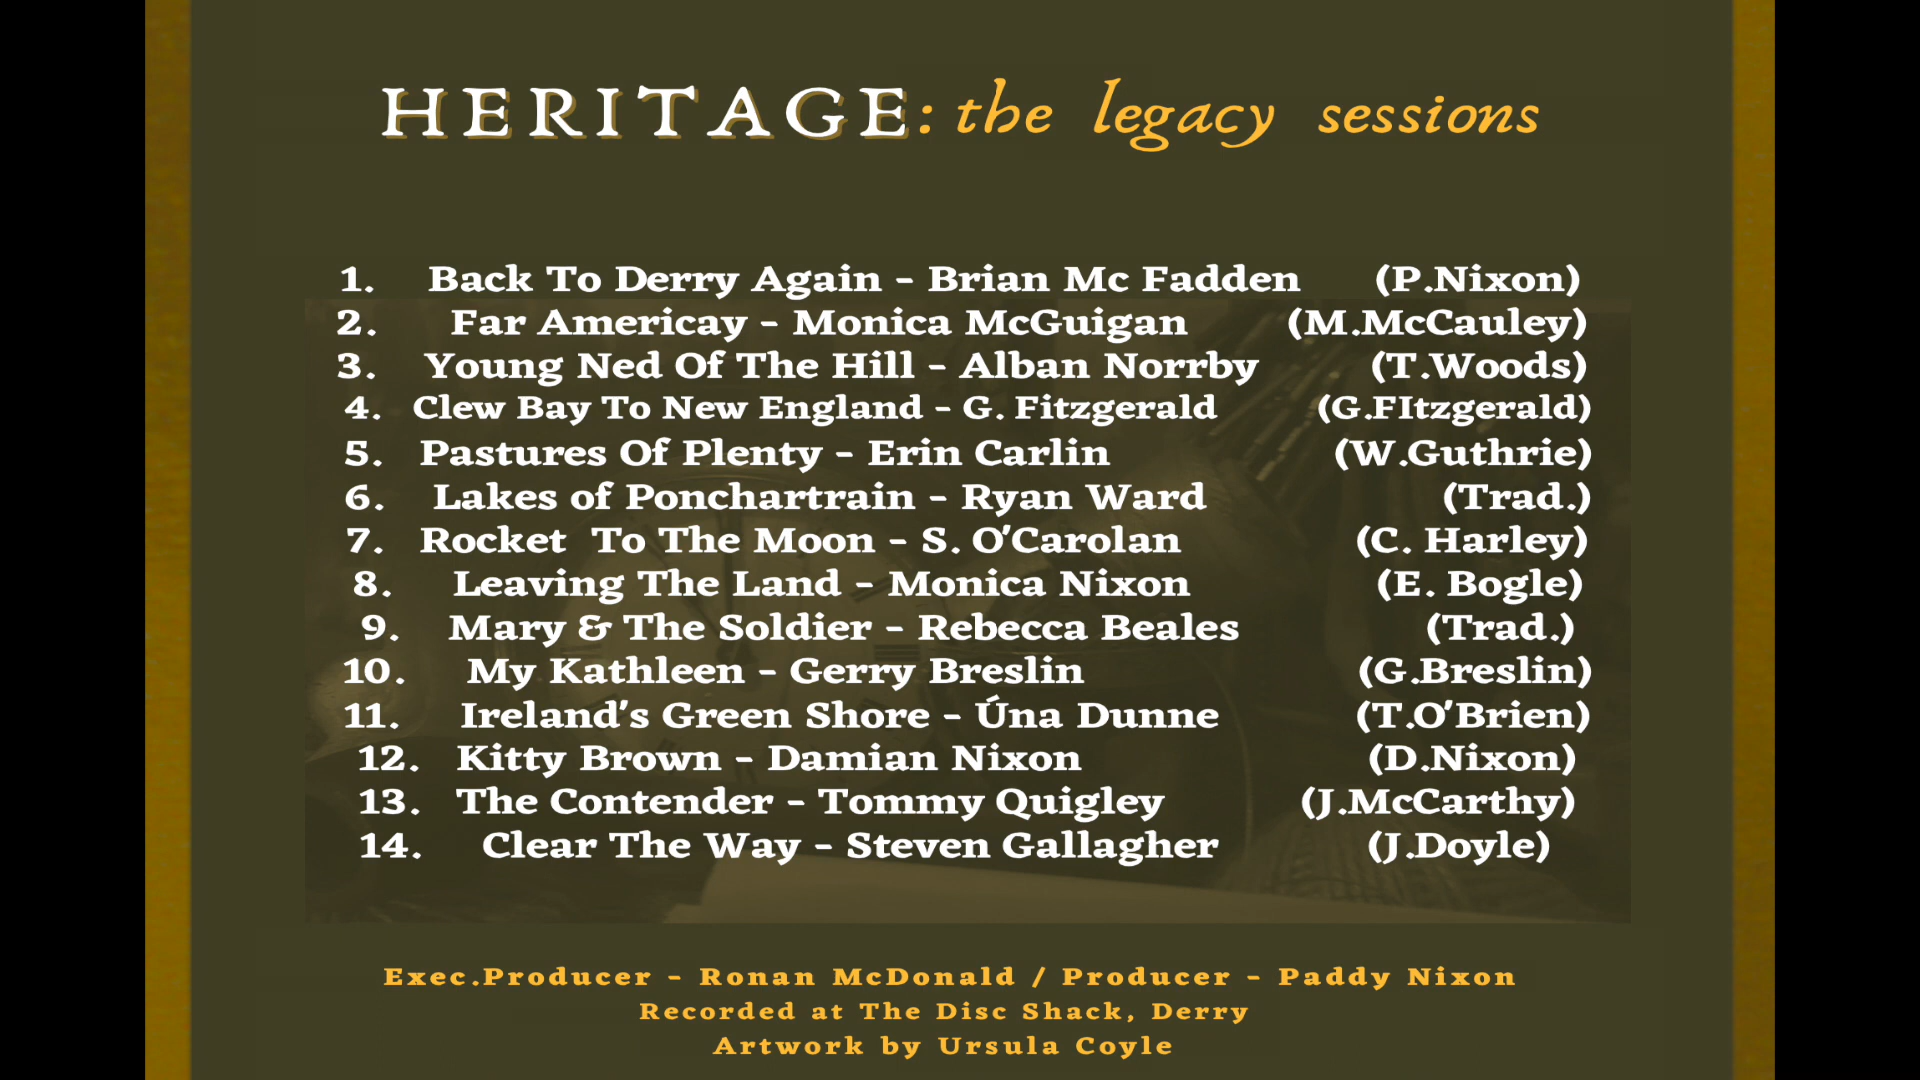 HERITAGE: the legacy sessions
1. Back To Derry Again - Brian Mc Fadden (P.Nixon)
2. Far Americay - Monica McGuigan (M.McCauley)
3. Young Ned Of The Hill - Alban Norrby (T.Woods)
4. Clew Bay To New England - G. Fitzgerald (G.FItzgerald)
5. Pastures Of Plenty - Erin Carlin (W.Guthrie)
6. Lakes of Ponchartrain - Ryan Ward (Trad.)
7. Rocket To The Moon - S. O'Carolan (C. Harley)
8. Leaving The Land - Monica Nixon (E. Bogle)
9. Mary & The Soldier - Rebecca Beales (Trad.)
10. My Kathleen - Gerry Breslin (G.Breslin)
11. Ireland's Green Shore - Úna Dunne (T.O'Brien)
12. Kitty Brown - Damian Nixon (D.Nixon)
13. The Contender - Tommy Quigley (J.McCarthy)
14. Clear The Way - Steven Gallagher (J.Doyle)
Exec.Producer - Ronan McDonald / Producer - Paddy Nixon
Recorded at The Disc Shack, Derry
Artwork by Ursula Coyle